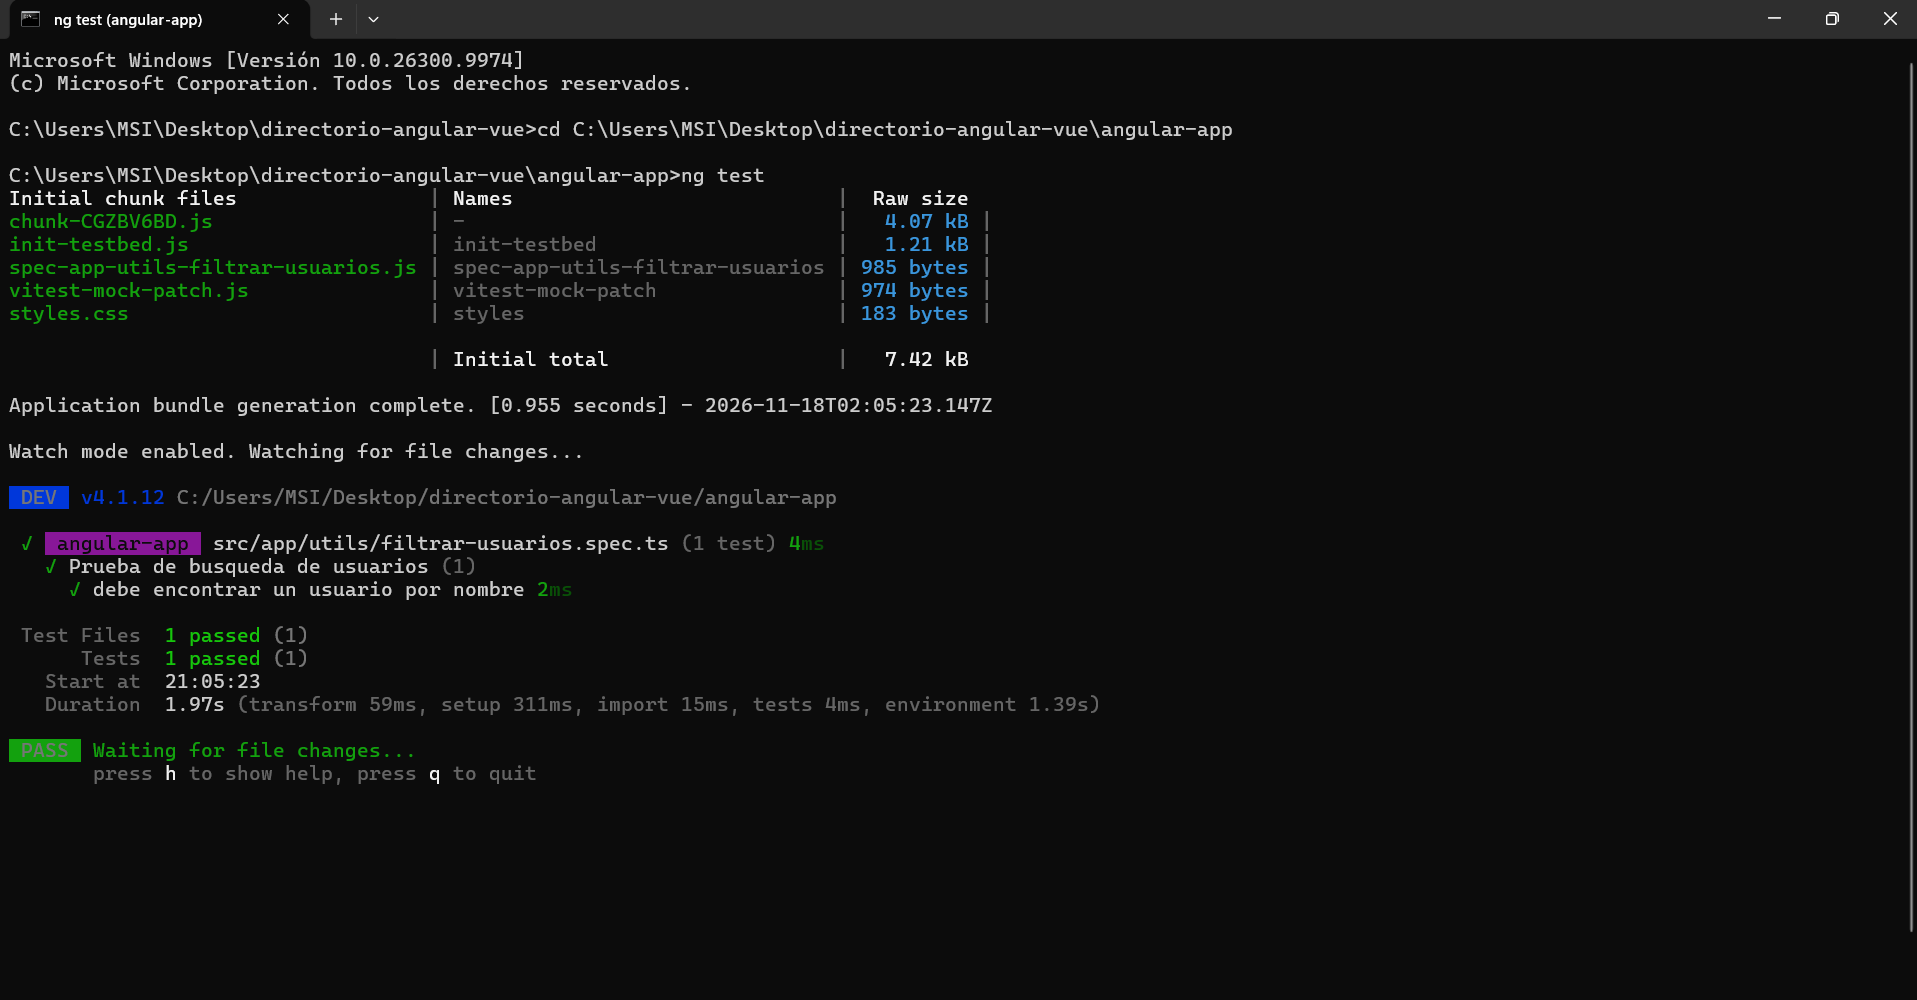 ng test (angular-app)
Microsoft Windows [Versión 10.0.26300.9974]
(c) Microsoft Corporation. Todos los derechos reservados.
C:\Users\MSI\Desktop\directorio-angular-vue>cd C:\Users\MSI\Desktop\directorio-angular-vue\angular-app
C:\Users\MSI\Desktop\directorio-angular-vue\angular-app>ng test
Initial chunk files | Names | Raw size
chunk-CGZBV6BD.js | - | 4.07 kB |
init-testbed.js | init-testbed | 1.21 kB |
spec-app-utils-filtrar-usuarios.js | spec-app-utils-filtrar-usuarios | 985 bytes |
vitest-mock-patch.js | vitest-mock-patch | 974 bytes |
styles.css | styles | 183 bytes |
| Initial total | 7.42 kB
Application bundle generation complete. [0.955 seconds] - 2026-11-18T02:05:23.147Z
Watch mode enabled. Watching for file changes...
DEV v4.1.12 C:/Users/MSI/Desktop/directorio-angular-vue/angular-app
√ angular-app src/app/utils/filtrar-usuarios.spec.ts (1 test) 4ms
√ Prueba de busqueda de usuarios (1)
√ debe encontrar un usuario por nombre 2ms
Test Files 1 passed (1)
Tests 1 passed (1)
Start at 21:05:23
Duration 1.97s (transform 59ms, setup 311ms, import 15ms, tests 4ms, environment 1.39s)
PASS Waiting for file changes...
press h to show help, press q to quit